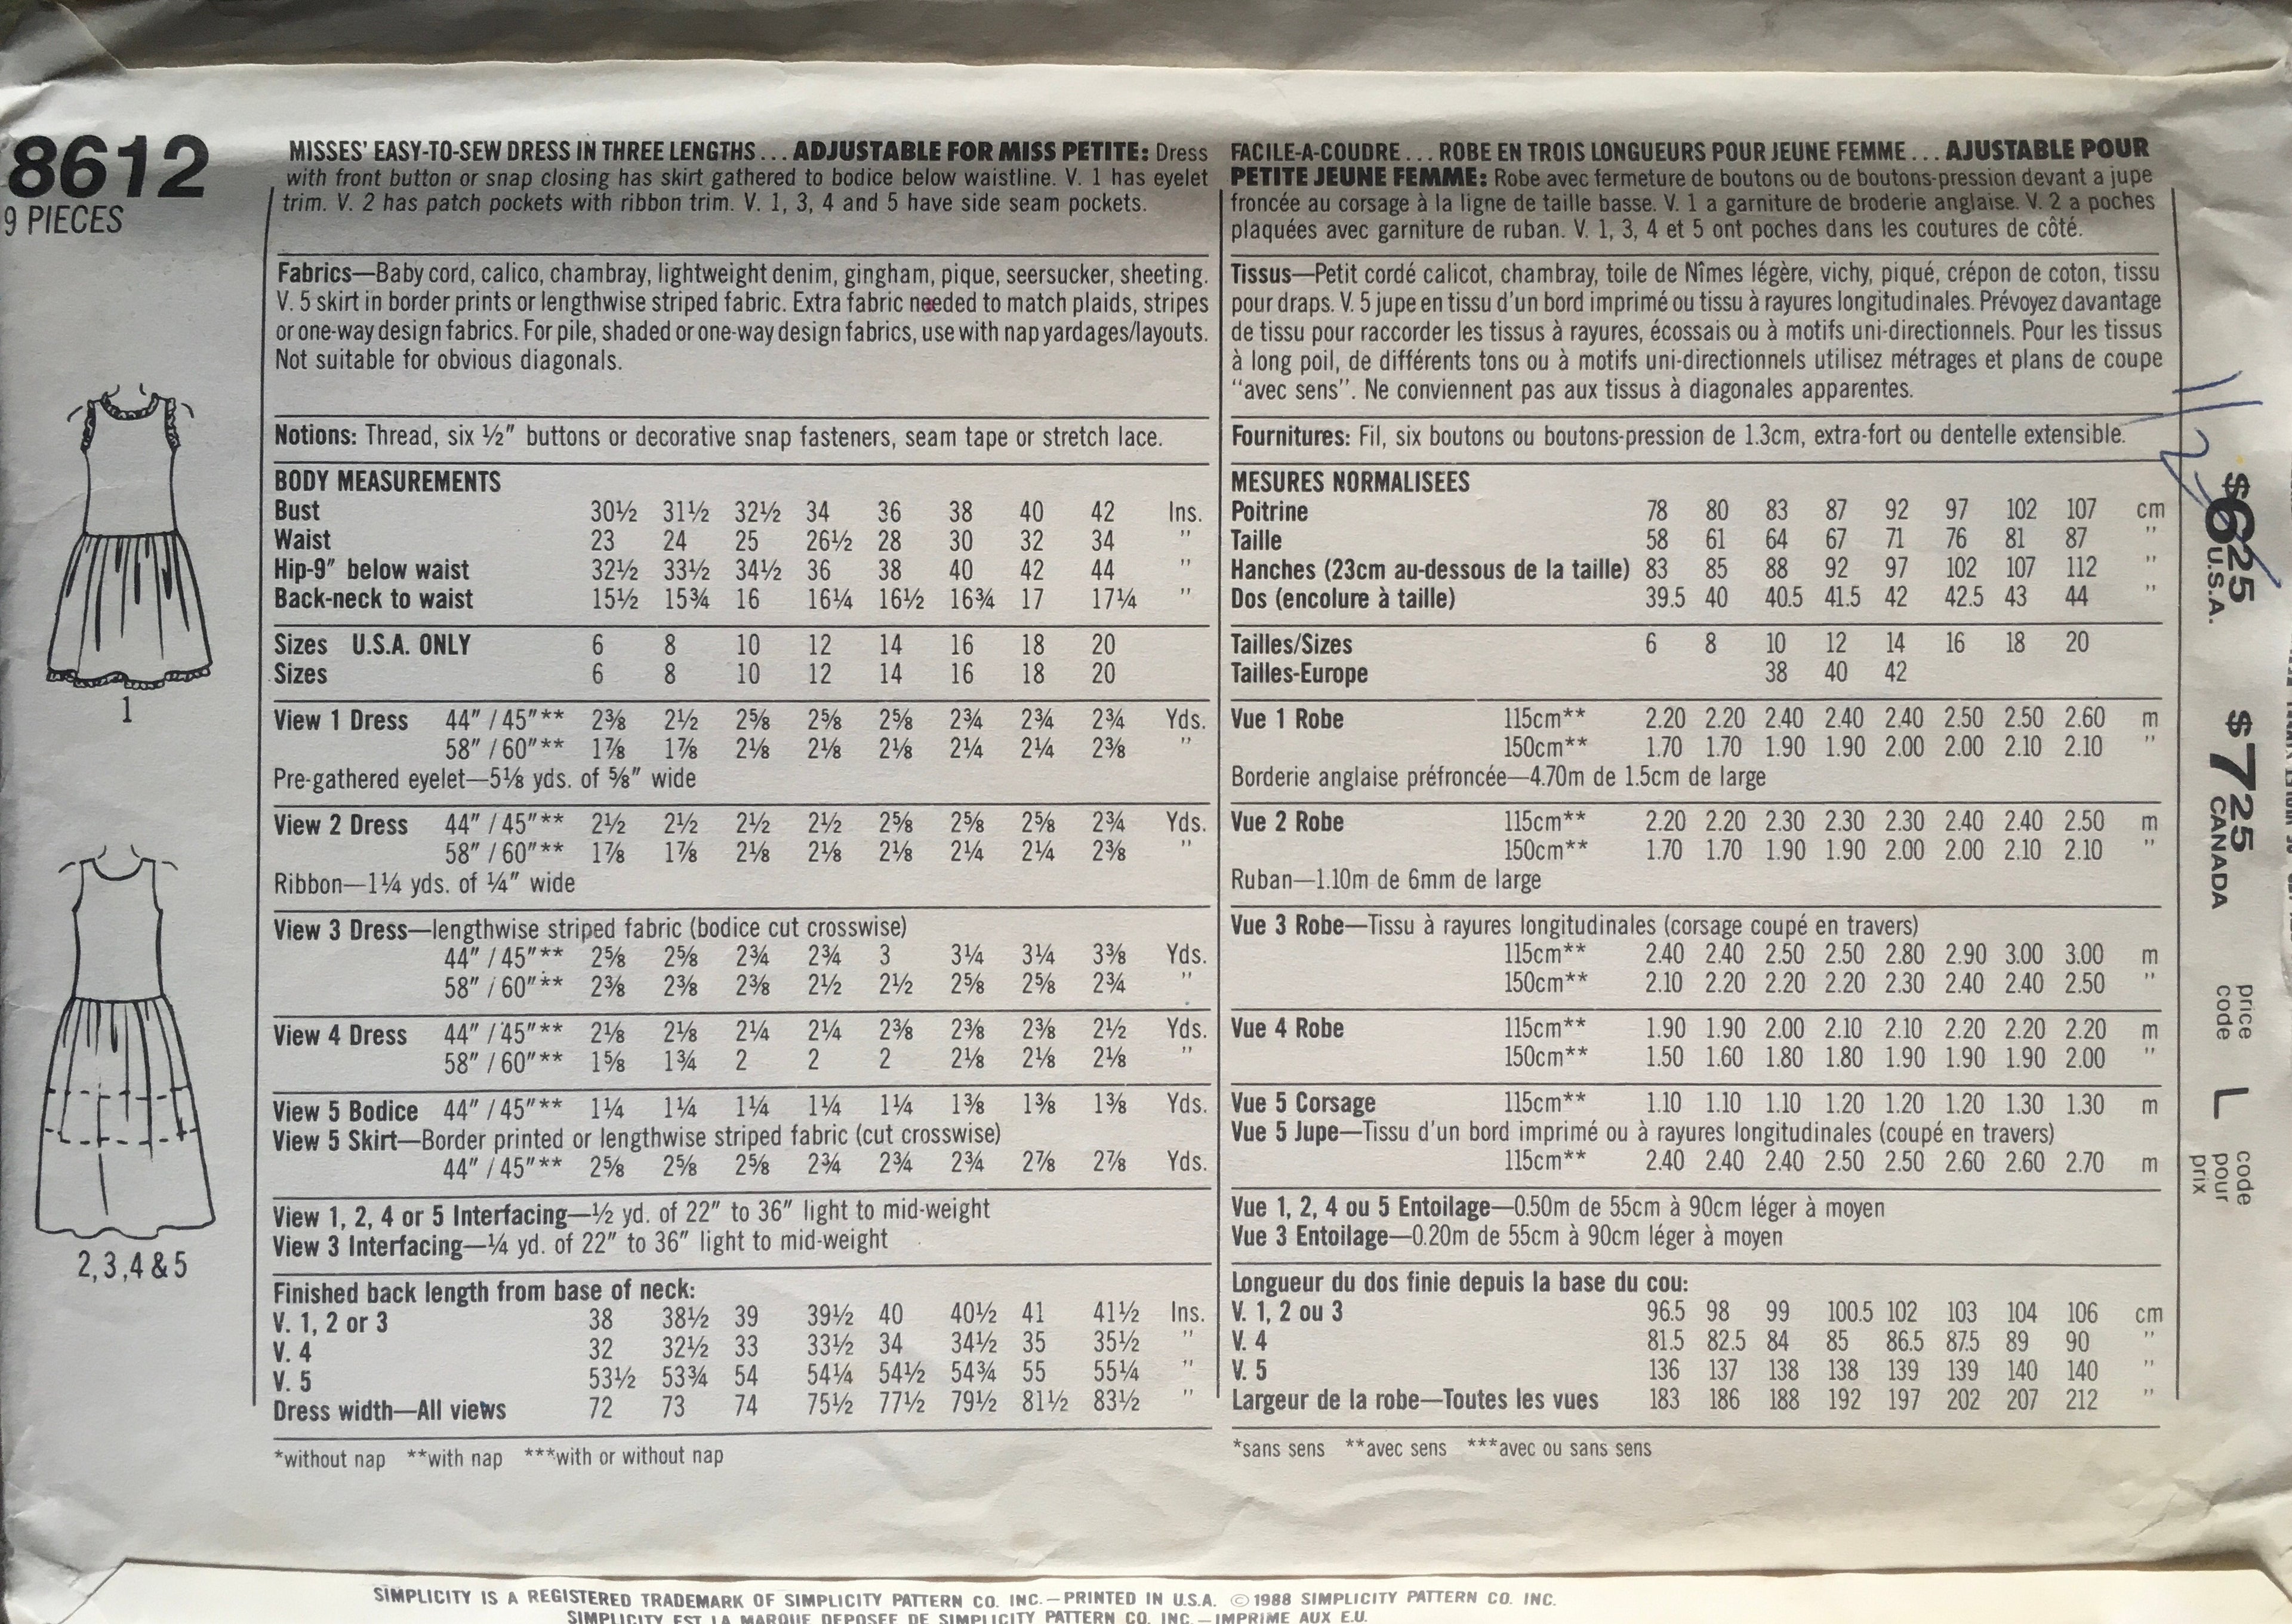 8612
9 PIECES
MISSES' EASY-TO-SEW DRESS IN THREE LENGTHS... ADJUSTABLE FOR MISS PETITE: Dress
with front button or snap closing has skirt gathered to bodice below waistline. V. 1 has eyelet
trim. V. 2 has patch pockets with ribbon trim. V. 1, 3, 4 and 5 have side seam pockets.
Fabrics—Baby cord, calico, chambray, lightweight denim, gingham, pique, seersucker, sheeting.
V. 5 skirt in border prints or lengthwise striped fabric. Extra fabric needed to match plaids, stripes
or one-way design fabrics. For pile, shaded or one-way design fabrics, use with nap yardages/layouts.
Not suitable for obvious diagonals.
Notions: Thread, six ½" buttons or decorative snap fasteners, seam tape or stretch lace.
BODY MEASUREMENTS
Bust 30½ 31½ 32½ 34 36 38 40 42 Ins.
Waist 23 24 25 26½ 28 30 32 34 "
Hip-9" below waist 32½ 33½ 34½ 36 38 40 42 44 "
Back-neck to waist 15½ 15¾ 16 16¼ 16½ 16¾ 17 17¼ "
Sizes U.S.A. ONLY 6 8 10 12 14 16 18 20
Sizes 6 8 10 12 14 16 18 20
View 1 Dress 44"/45"** 2⅜ 2½ 2⅝ 2⅝ 2⅝ 2¾ 2¾ 2¾ Yds.
58"/60"** 1⅞ 1⅞ 2⅛ 2⅛ 2⅛ 2¼ 2¼ 2⅜ "
Pre-gathered eyelet—5⅛ yds. of ⅝" wide
View 2 Dress 44"/45"** 2½ 2½ 2½ 2½ 2⅝ 2⅝ 2⅝ 2¾ Yds.
58"/60"** 1⅞ 1⅞ 2⅛ 2⅛ 2⅛ 2¼ 2¼ 2⅜ "
Ribbon—1¼ yds. of ¼" wide
View 3 Dress—lengthwise striped fabric (bodice cut crosswise)
44"/45"** 2⅝ 2⅝ 2¾ 2¾ 3 3¼ 3¼ 3⅜ Yds.
58"/60"** 2⅜ 2⅜ 2⅜ 2½ 2½ 2⅝ 2⅝ 2¾ "
View 4 Dress 44"/45"** 2⅛ 2⅛ 2¼ 2¼ 2⅜ 2⅜ 2⅜ 2½ Yds.
58"/60"** 1⅝ 1¾ 2 2 2 2⅛ 2⅛ 2⅛ "
View 5 Bodice 44"/45"** 1¼ 1¼ 1¼ 1¼ 1¼ 1⅜ 1⅜ 1⅜ Yds.
View 5 Skirt—Border printed or lengthwise striped fabric (cut crosswise)
44"/45"** 2⅝ 2⅝ 2⅝ 2¾ 2¾ 2¾ 2⅞ 2⅞ Yds.
View 1, 2, 4 or 5 Interfacing—½ yd. of 22" to 36" light to mid-weight
View 3 Interfacing—¼ yd. of 22" to 36" light to mid-weight
Finished back length from base of neck:
V. 1, 2 or 3 38 38½ 39 39½ 40 40½ 41 41½ Ins.
V. 4 32 32½ 33 33½ 34 34½ 35 35½ "
V. 5 53½ 53¾ 54 54¼ 54½ 54¾ 55 55¼ "
Dress width—All views 72 73 74 75½ 77½ 79½ 81½ 83½ "
*without nap **with nap ***with or without nap
1
2,3,4 & 5
FACILE-A-COUDRE... ROBE EN TROIS LONGUEURS POUR JEUNE FEMME... AJUSTABLE POUR
PETITE JEUNE FEMME: Robe avec fermeture de boutons ou de boutons-pression devant a jupe
froncée au corsage à la ligne de taille basse. V. 1 a garniture de broderie anglaise. V. 2 a poches
plaquées avec garniture de ruban. V. 1, 3, 4 et 5 ont poches dans les coutures de côté.
Tissus—Petit cordé calicot, chambray, toile de Nîmes légère, vichy, piqué, crépon de coton, tissu
pour draps. V. 5 jupe en tissu d'un bord imprimé ou tissu à rayures longitudinales. Prévoyez davantage
de tissu pour raccorder les tissus à rayures, écossais ou à motifs uni-directionnels. Pour les tissus
à long poil, de différents tons ou à motifs uni-directionnels utilisez métrages et plans de coupe
"avec sens". Ne conviennent pas aux tissus à diagonales apparentes.
Fournitures: Fil, six boutons ou boutons-pression de 1.3cm, extra-fort ou dentelle extensible.
MESURES NORMALISEES
Poitrine 78 80 83 87 92 97 102 107 cm
Taille 58 61 64 67 71 76 81 87 "
Hanches (23cm au-dessous de la taille) 83 85 88 92 97 102 107 112 "
Dos (encolure à taille) 39.5 40 40.5 41.5 42 42.5 43 44 "
Tailles/Sizes 6 8 10 12 14 16 18 20
Tailles-Europe 38 40 42
Vue 1 Robe 115cm** 2.20 2.20 2.40 2.40 2.40 2.50 2.50 2.60 m
150cm** 1.70 1.70 1.90 1.90 2.00 2.00 2.10 2.10 "
Borderie anglaise préfroncée—4.70m de 1.5cm de large
Vue 2 Robe 115cm** 2.20 2.20 2.30 2.30 2.30 2.40 2.40 2.50 m
150cm** 1.70 1.70 1.90 1.90 2.00 2.00 2.10 2.10 "
Ruban—1.10m de 6mm de large
Vue 3 Robe—Tissu à rayures longitudinales (corsage coupé en travers)
115cm** 2.40 2.40 2.50 2.50 2.80 2.90 3.00 3.00 m
150cm** 2.10 2.20 2.20 2.20 2.30 2.40 2.40 2.50 "
Vue 4 Robe 115cm** 1.90 1.90 2.00 2.10 2.10 2.20 2.20 2.20 m
150cm** 1.50 1.60 1.80 1.80 1.90 1.90 1.90 2.00 "
Vue 5 Corsage 115cm** 1.10 1.10 1.10 1.20 1.20 1.20 1.30 1.30 m
Vue 5 Jupe—Tissu d'un bord imprimé ou à rayures longitudinales (coupé en travers)
115cm** 2.40 2.40 2.40 2.50 2.50 2.60 2.60 2.70 m
Vue 1, 2, 4 ou 5 Entoilage—0.50m de 55cm à 90cm léger à moyen
Vue 3 Entoilage—0.20m de 55cm à 90cm léger à moyen
Longueur du dos finie depuis la base du cou:
V. 1, 2 ou 3 96.5 98 99 100.5 102 103 104 106 cm
V. 4 81.5 82.5 84 85 86.5 87.5 89 90 "
V. 5 136 137 138 138 139 139 140 140 "
Largeur de la robe—Toutes les vues 183 186 188 192 197 202 207 212 "
*sans sens **avec sens ***avec ou sans sens
$6.25
U.S.A.
$7.25
CANADA
price
code
L
code
pour
prix
SIMPLICITY IS A REGISTERED TRADEMARK OF SIMPLICITY PATTERN CO. INC.—PRINTED IN U.S.A. ©1988 SIMPLICITY PATTERN CO. INC.
SIMPLICITY EST LA MARQUE DEPOSEE DE SIMPLICITY PATTERN CO. INC.—IMPRIME AUX E.U.